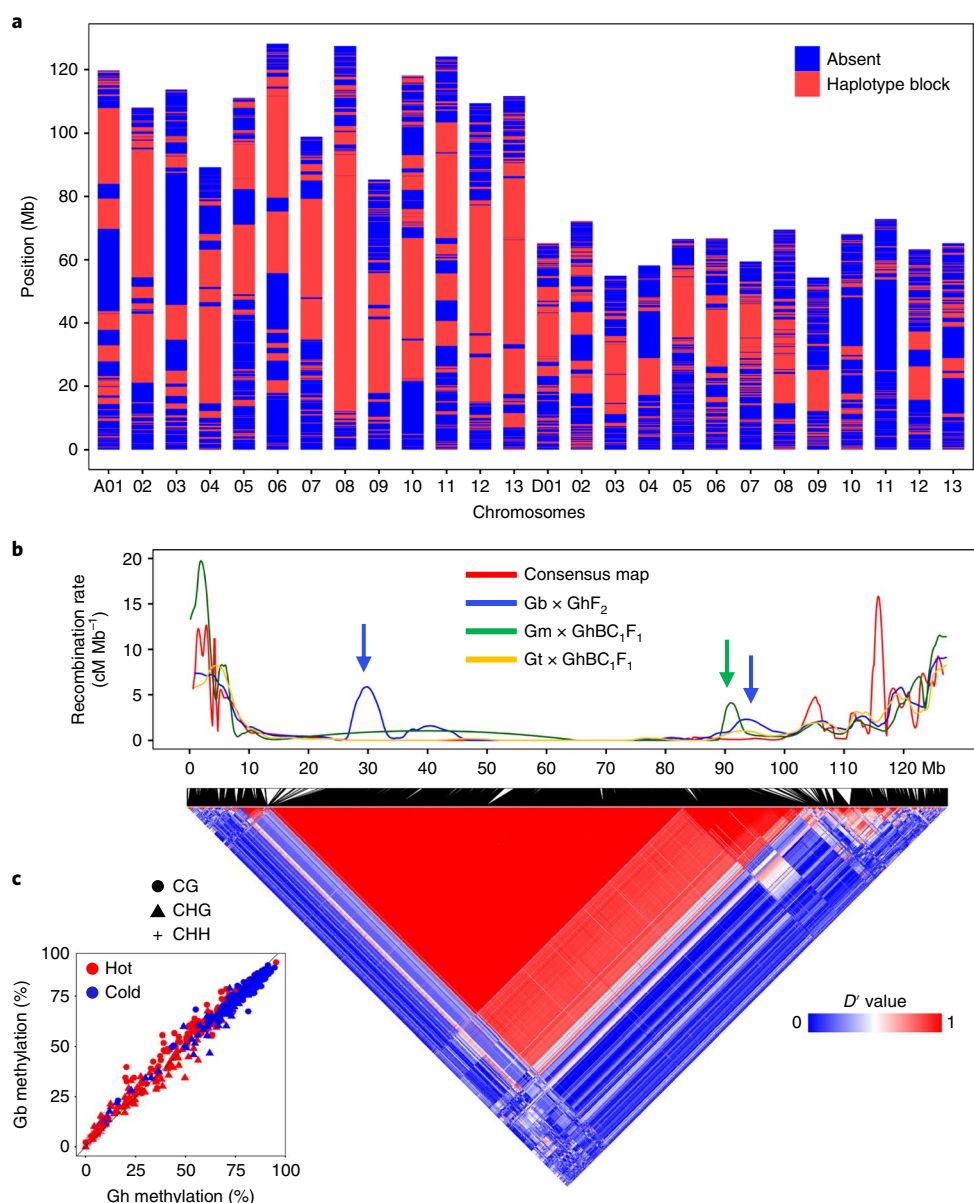 a
Absent
Haplotype block
Position (Mb)
120
100
80
60
40
20
0
A01 02 03 04 05 06 07 08 09 10 11 12 13 D01 02 03 04 05 06 07 08 09 10 11 12 13
Chromosomes
b
Recombination rate
(cM Mb⁻¹)
20
15
10
5
0
Consensus map
Gb × GhF₂
Gm × GhBC₁F₁
Gt × GhBC₁F₁
0 10 20 30 40 50 60 70 80 90 100 110 120 Mb
c
CG
CHG
+ CHH
Hot
Cold
Gb methylation (%)
100
75
50
25
0
0 25 50 75 100
Gh methylation (%)
D′ value
0 1